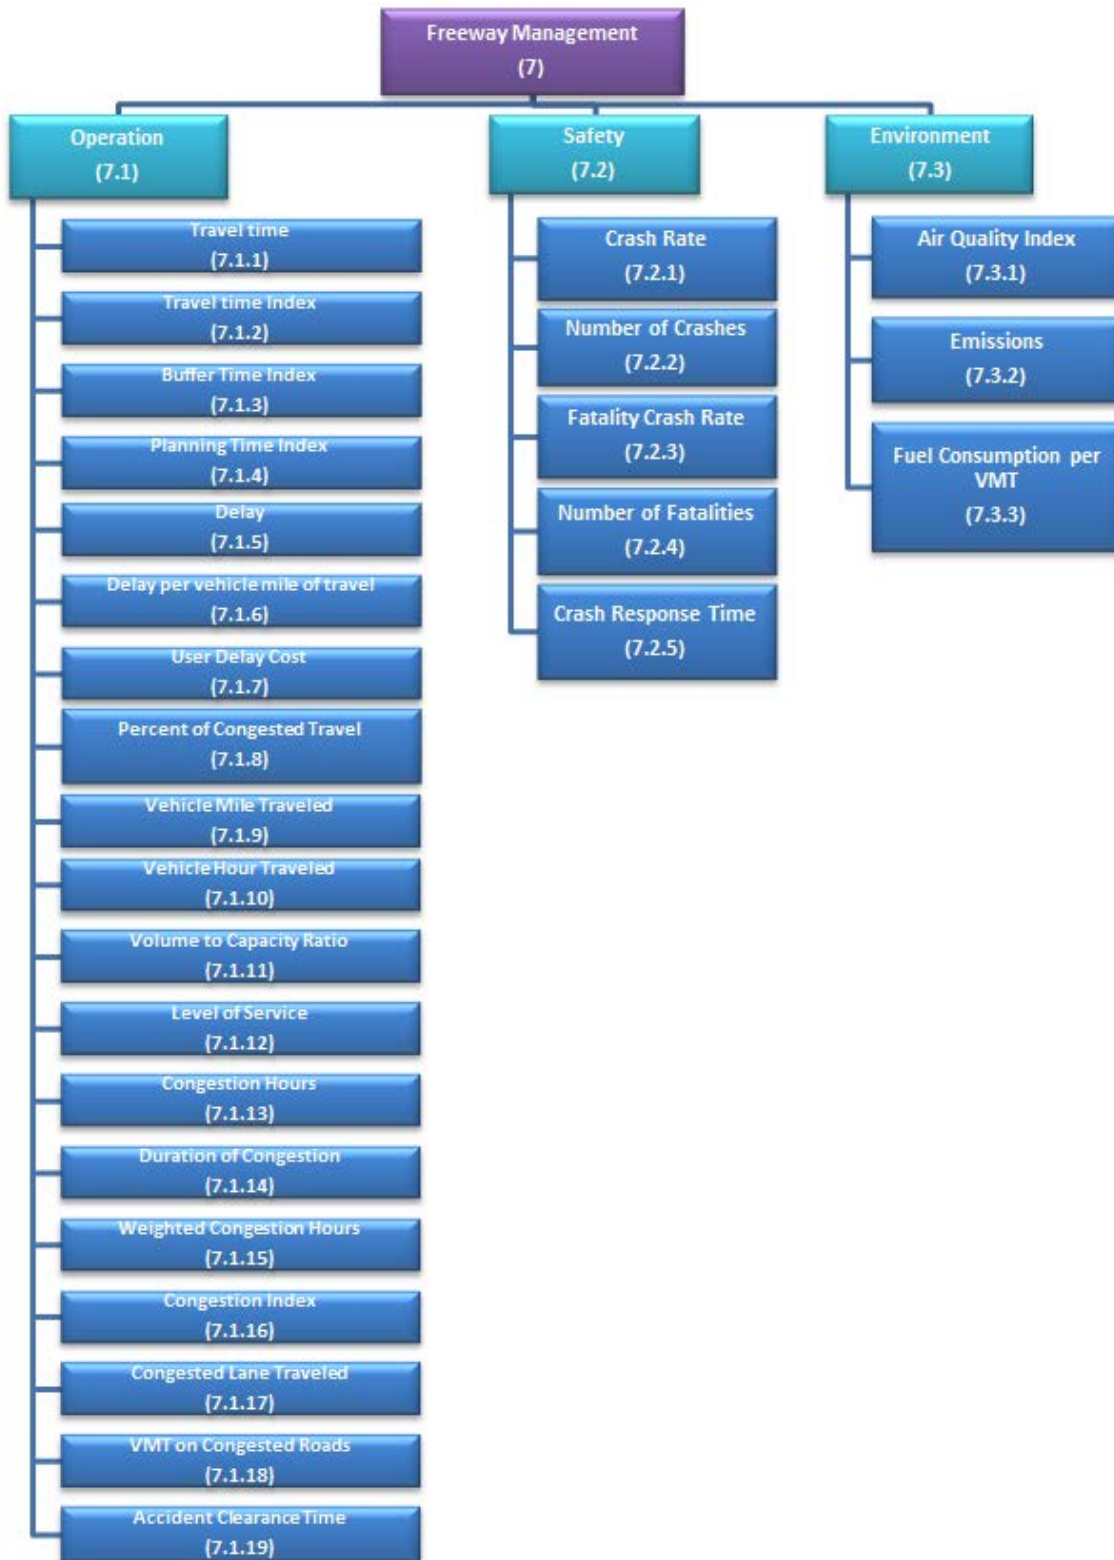 Freeway Management
(7)
Operation
(7.1)
Travel time
(7.1.1)
Travel time Index
(7.1.2)
Buffer Time Index
(7.1.3)
Planning Time Index
(7.1.4)
Delay
(7.1.5)
Delay per vehicle mile of travel
(7.1.6)
User Delay Cost
(7.1.7)
Percent of Congested Travel
(7.1.8)
Vehicle Mile Traveled
(7.1.9)
Vehicle Hour Traveled
(7.1.10)
Volume to Capacity Ratio
(7.1.11)
Level of Service
(7.1.12)
Congestion Hours
(7.1.13)
Duration of Congestion
(7.1.14)
Weighted Congestion Hours
(7.1.15)
Congestion Index
(7.1.16)
Congested Lane Traveled
(7.1.17)
VMT on Congested Roads
(7.1.18)
Accident Clearance Time
(7.1.19)
Safety
(7.2)
Crash Rate
(7.2.1)
Number of Crashes
(7.2.2)
Fatality Crash Rate
(7.2.3)
Number of Fatalities
(7.2.4)
Crash Response Time
(7.2.5)
Environment
(7.3)
Air Quality Index
(7.3.1)
Emissions
(7.3.2)
Fuel Consumption per
VMT
(7.3.3)